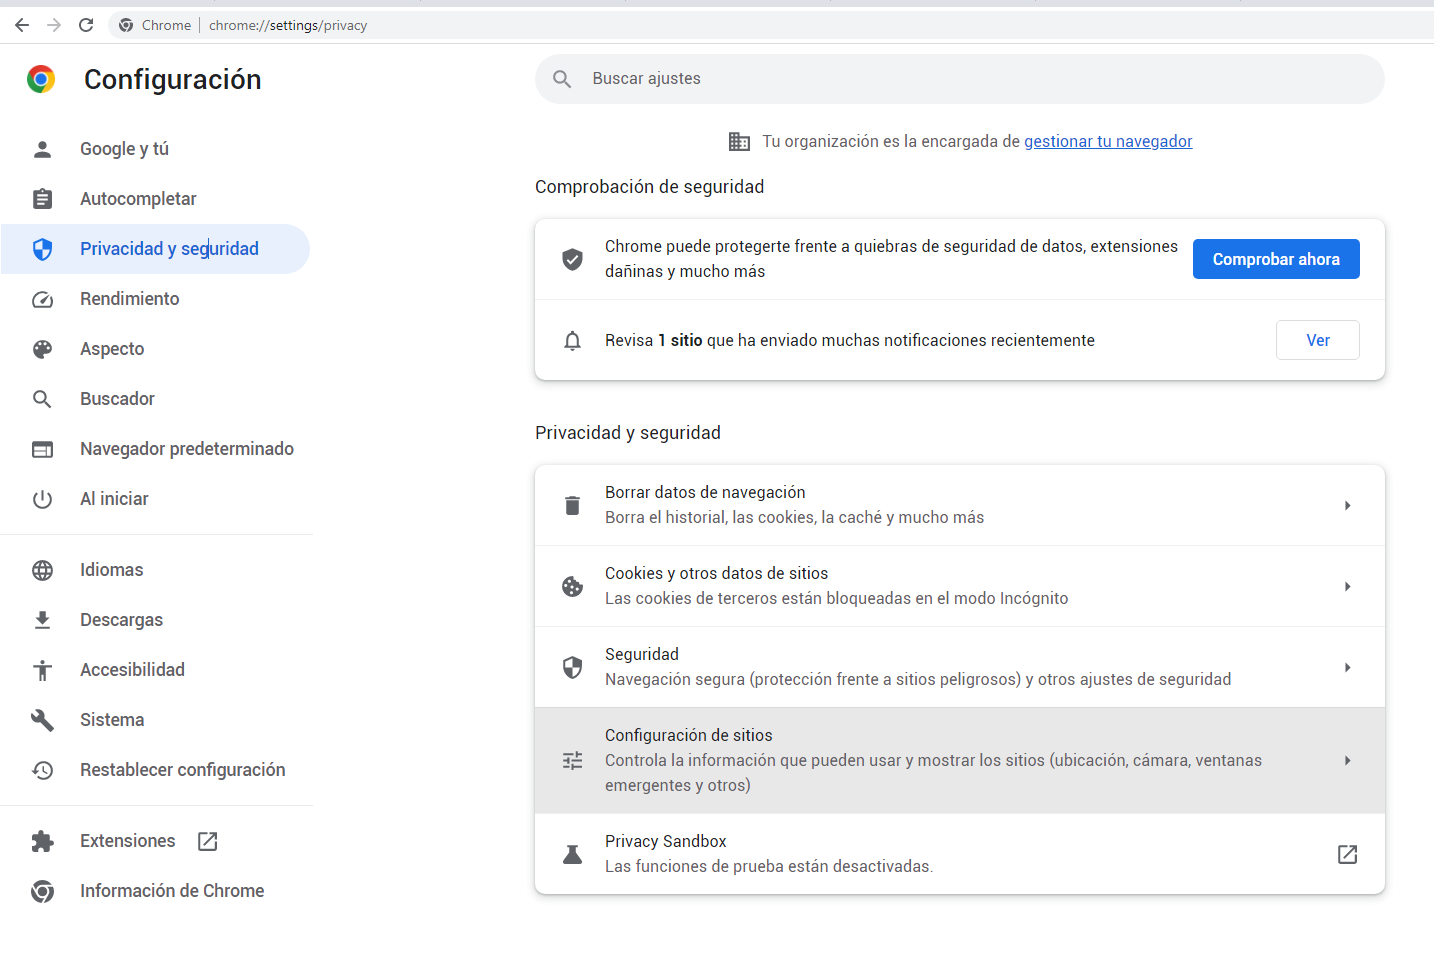 Chrome | chrome://settings/privacy
Configuración
Buscar ajustes
Google y tú
Autocompletar
Privacidad y seguridad
Rendimiento
Aspecto
Buscador
Navegador predeterminado
Al iniciar
Idiomas
Descargas
Accesibilidad
Sistema
Restablecer configuración
Extensiones
Información de Chrome
Tu organización es la encargada de gestionar tu navegador
Comprobación de seguridad
Chrome puede protegerte frente a quiebras de seguridad de datos, extensiones
dañinas y mucho más
Comprobar ahora
Revisa 1 sitio que ha enviado muchas notificaciones recientemente
Ver
Privacidad y seguridad
Borrar datos de navegación
Borra el historial, las cookies, la caché y mucho más
Cookies y otros datos de sitios
Las cookies de terceros están bloqueadas en el modo Incógnito
Seguridad
Navegación segura (protección frente a sitios peligrosos) y otros ajustes de seguridad
Configuración de sitios
Controla la información que pueden usar y mostrar los sitios (ubicación, cámara, ventanas
emergentes y otros)
Privacy Sandbox
Las funciones de prueba están desactivadas.